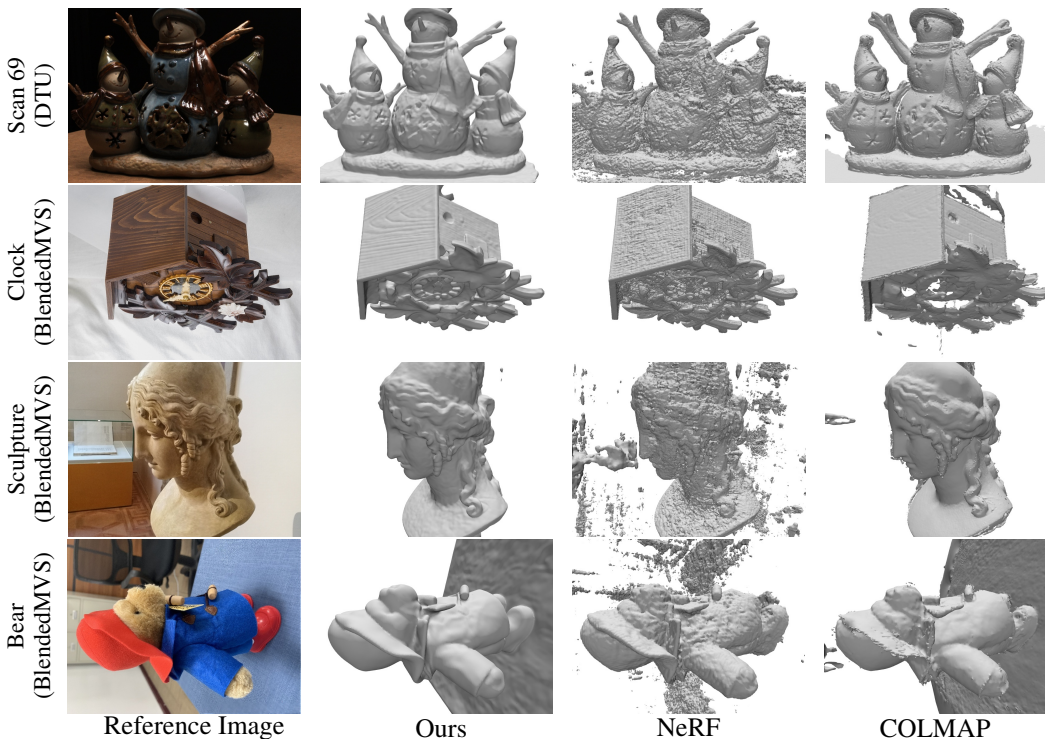 Scan 69
(DTU)
Clock
(BlendedMVS)
Sculpture
(BlendedMVS)
Bear
(BlendedMVS)
Reference Image
Ours
NeRF
COLMAP